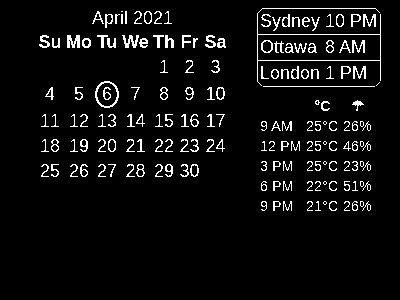 April 2021
Su Mo Tu We Th Fr Sa
1 2 3
4 5 6 7 8 9 10
11 12 13 14 15 16 17
18 19 20 21 22 23 24
25 26 27 28 29 30
Sydney 10 PM
Ottawa 8 AM
London 1 PM
°C ☂
9 AM 25°C 26%
12 PM 25°C 46%
3 PM 25°C 23%
6 PM 22°C 51%
9 PM 21°C 26%